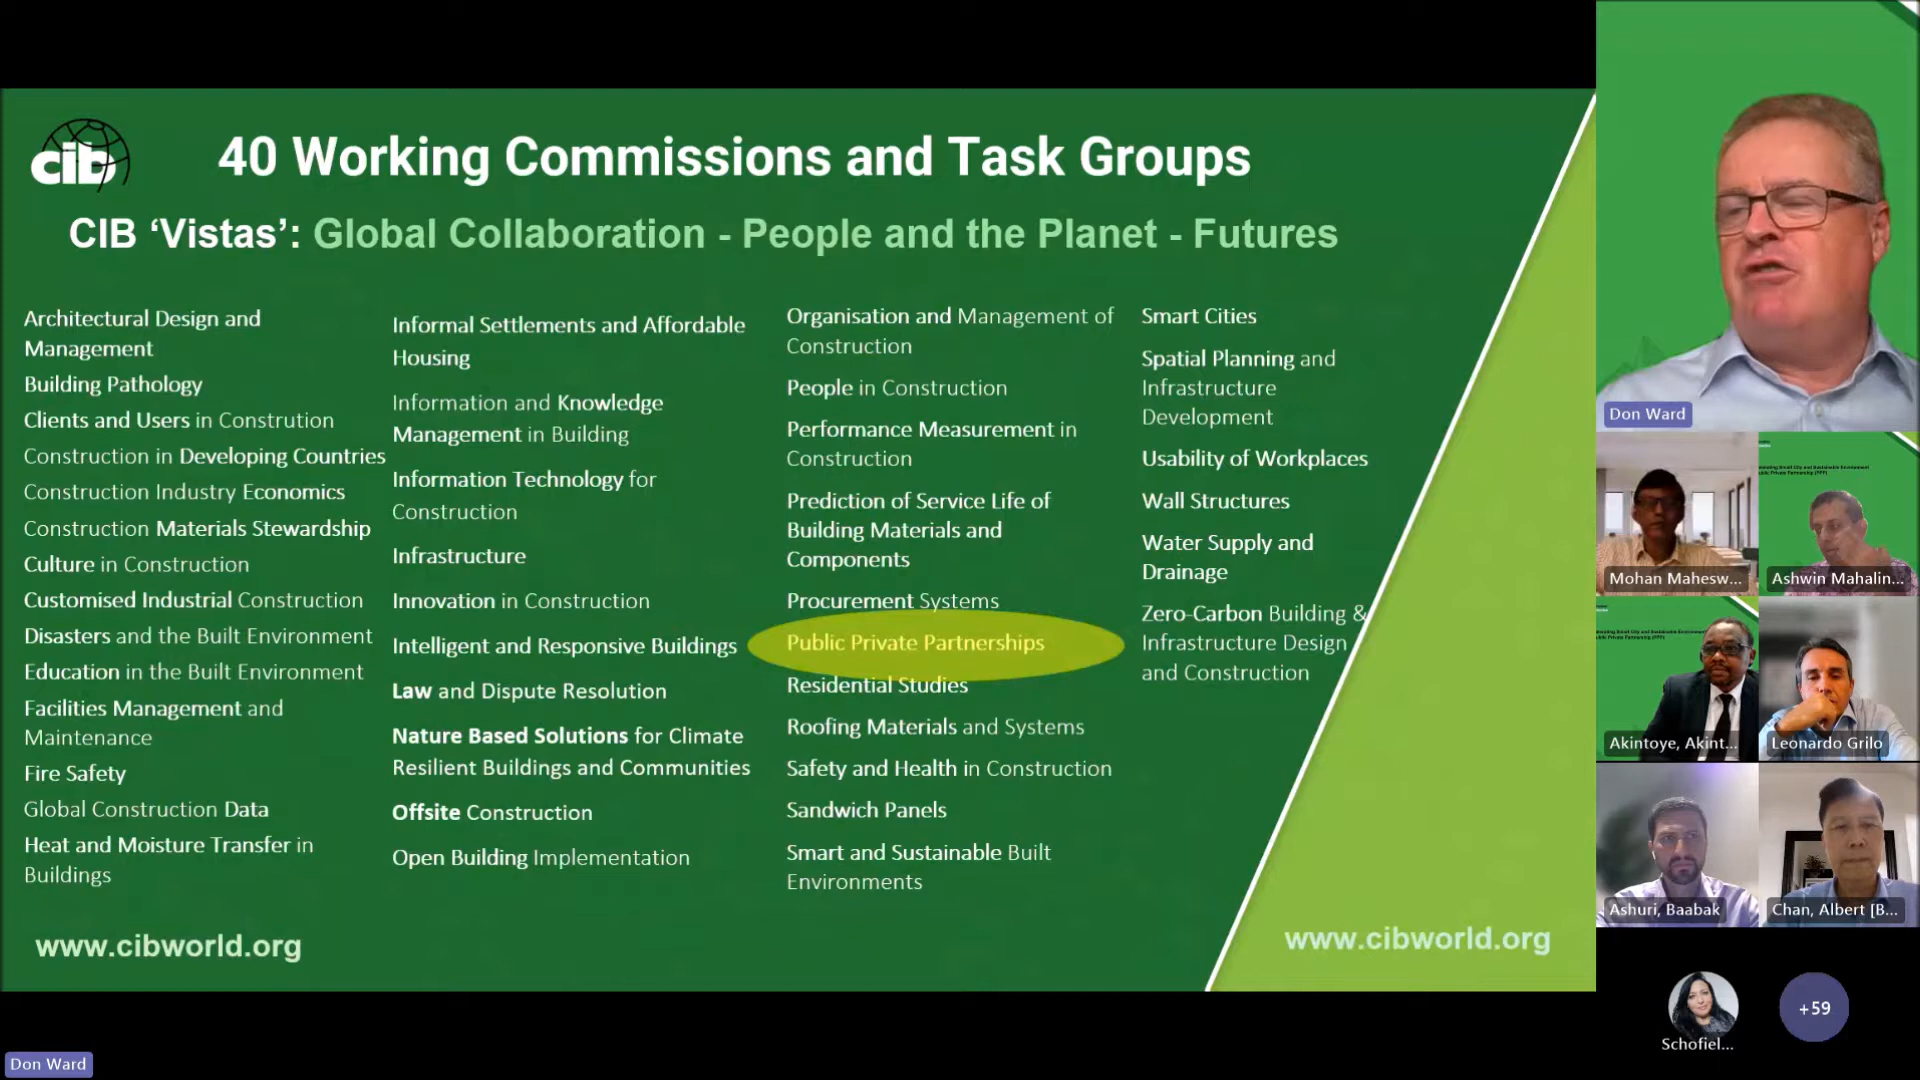 cib
40 Working Commissions and Task Groups
CIB ‘Vistas’: Global Collaboration - People and the Planet - Futures
Architectural Design and
Management
Building Pathology
Clients and Users in Constrution
Construction in Developing Countries
Construction Industry Economics
Construction Materials Stewardship
Culture in Construction
Customised Industrial Construction
Disasters and the Built Environment
Education in the Built Environment
Facilities Management and
Maintenance
Fire Safety
Global Construction Data
Heat and Moisture Transfer in
Buildings
Informal Settlements and Affordable
Housing
Information and Knowledge
Management in Building
Information Technology for
Construction
Infrastructure
Innovation in Construction
Intelligent and Responsive Buildings
Law and Dispute Resolution
Nature Based Solutions for Climate
Resilient Buildings and Communities
Offsite Construction
Open Building Implementation
Organisation and Management of
Construction
People in Construction
Performance Measurement in
Construction
Prediction of Service Life of
Building Materials and
Components
Procurement Systems
Public Private Partnerships
Residential Studies
Roofing Materials and Systems
Safety and Health in Construction
Sandwich Panels
Smart and Sustainable Built
Environments
Smart Cities
Spatial Planning and
Infrastructure
Development
Usability of Workplaces
Wall Structures
Water Supply and
Drainage
Zero-Carbon Building &
Infrastructure Design
and Construction
www.cibworld.org
www.cibworld.org
Don Ward
Don Ward
Mohan Mahesw...
Ashwin Mahalin...
Akintoye, Akint...
Leonardo Grilo
Ashuri, Baabak
Chan, Albert [B...
Schofiel...
+59